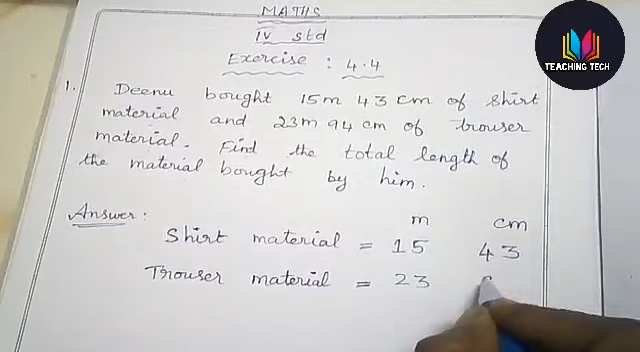 MATHS
IV std
Exercise : 4.4
TEACHING TECH
1. Deenu bought 15m 43 cm of shirt
material and 23m 94 cm of trouser
material. Find the total length of
the material bought by him.
Answer :
m cm
Shirt material = 15 43
Trouser material = 23